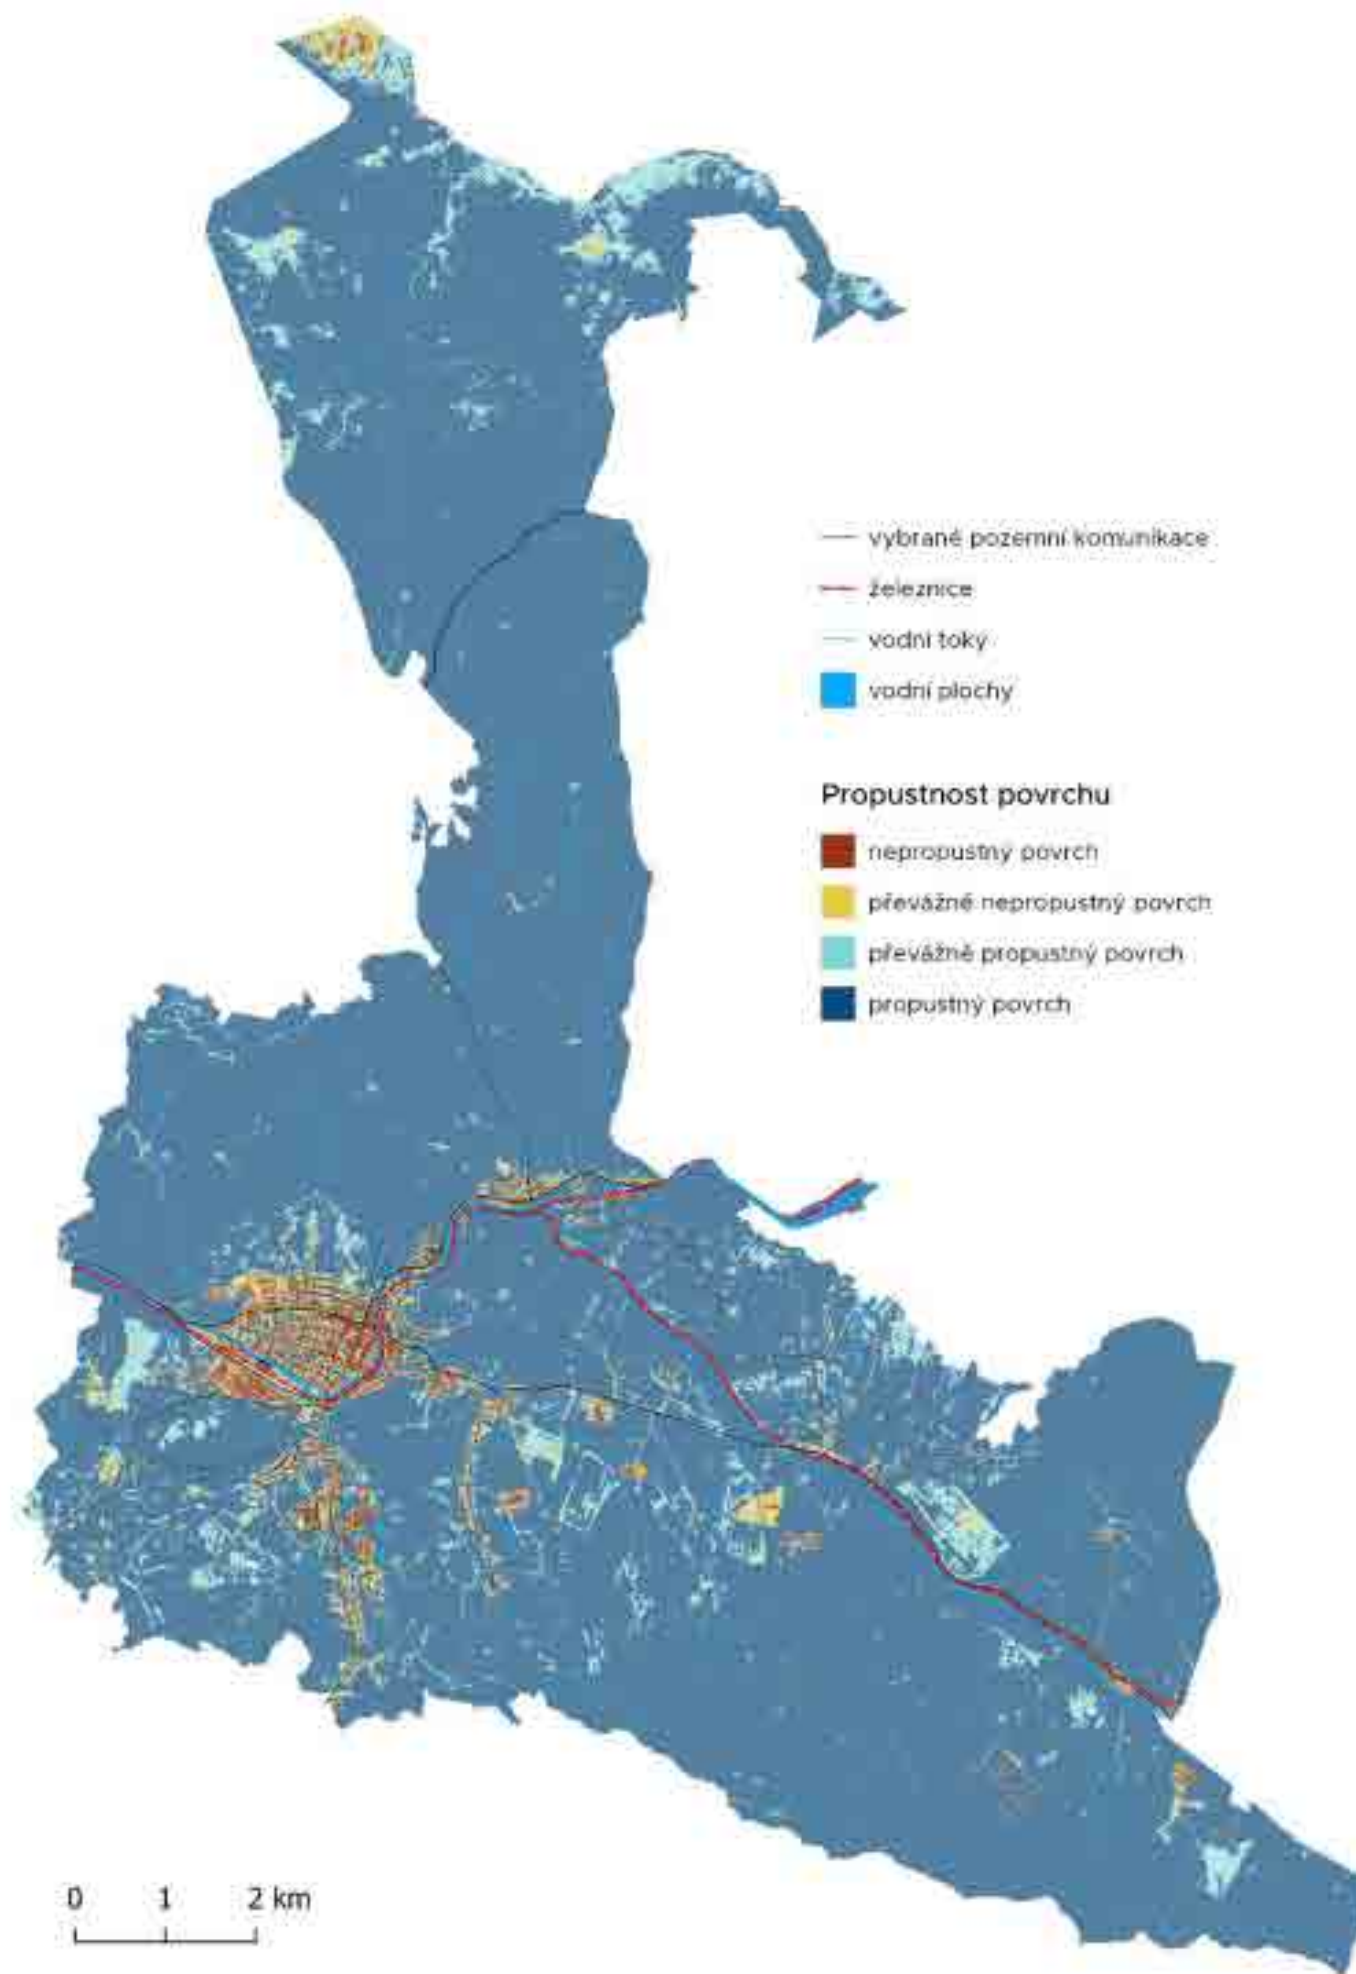 vybrané pozemní komunikace
železnice
vodní toky
vodní plochy
Propustnost povrchu
nepropustný povrch
převážně nepropustný povrch
převážně propustný povrch
propustný povrch
0 1 2 km